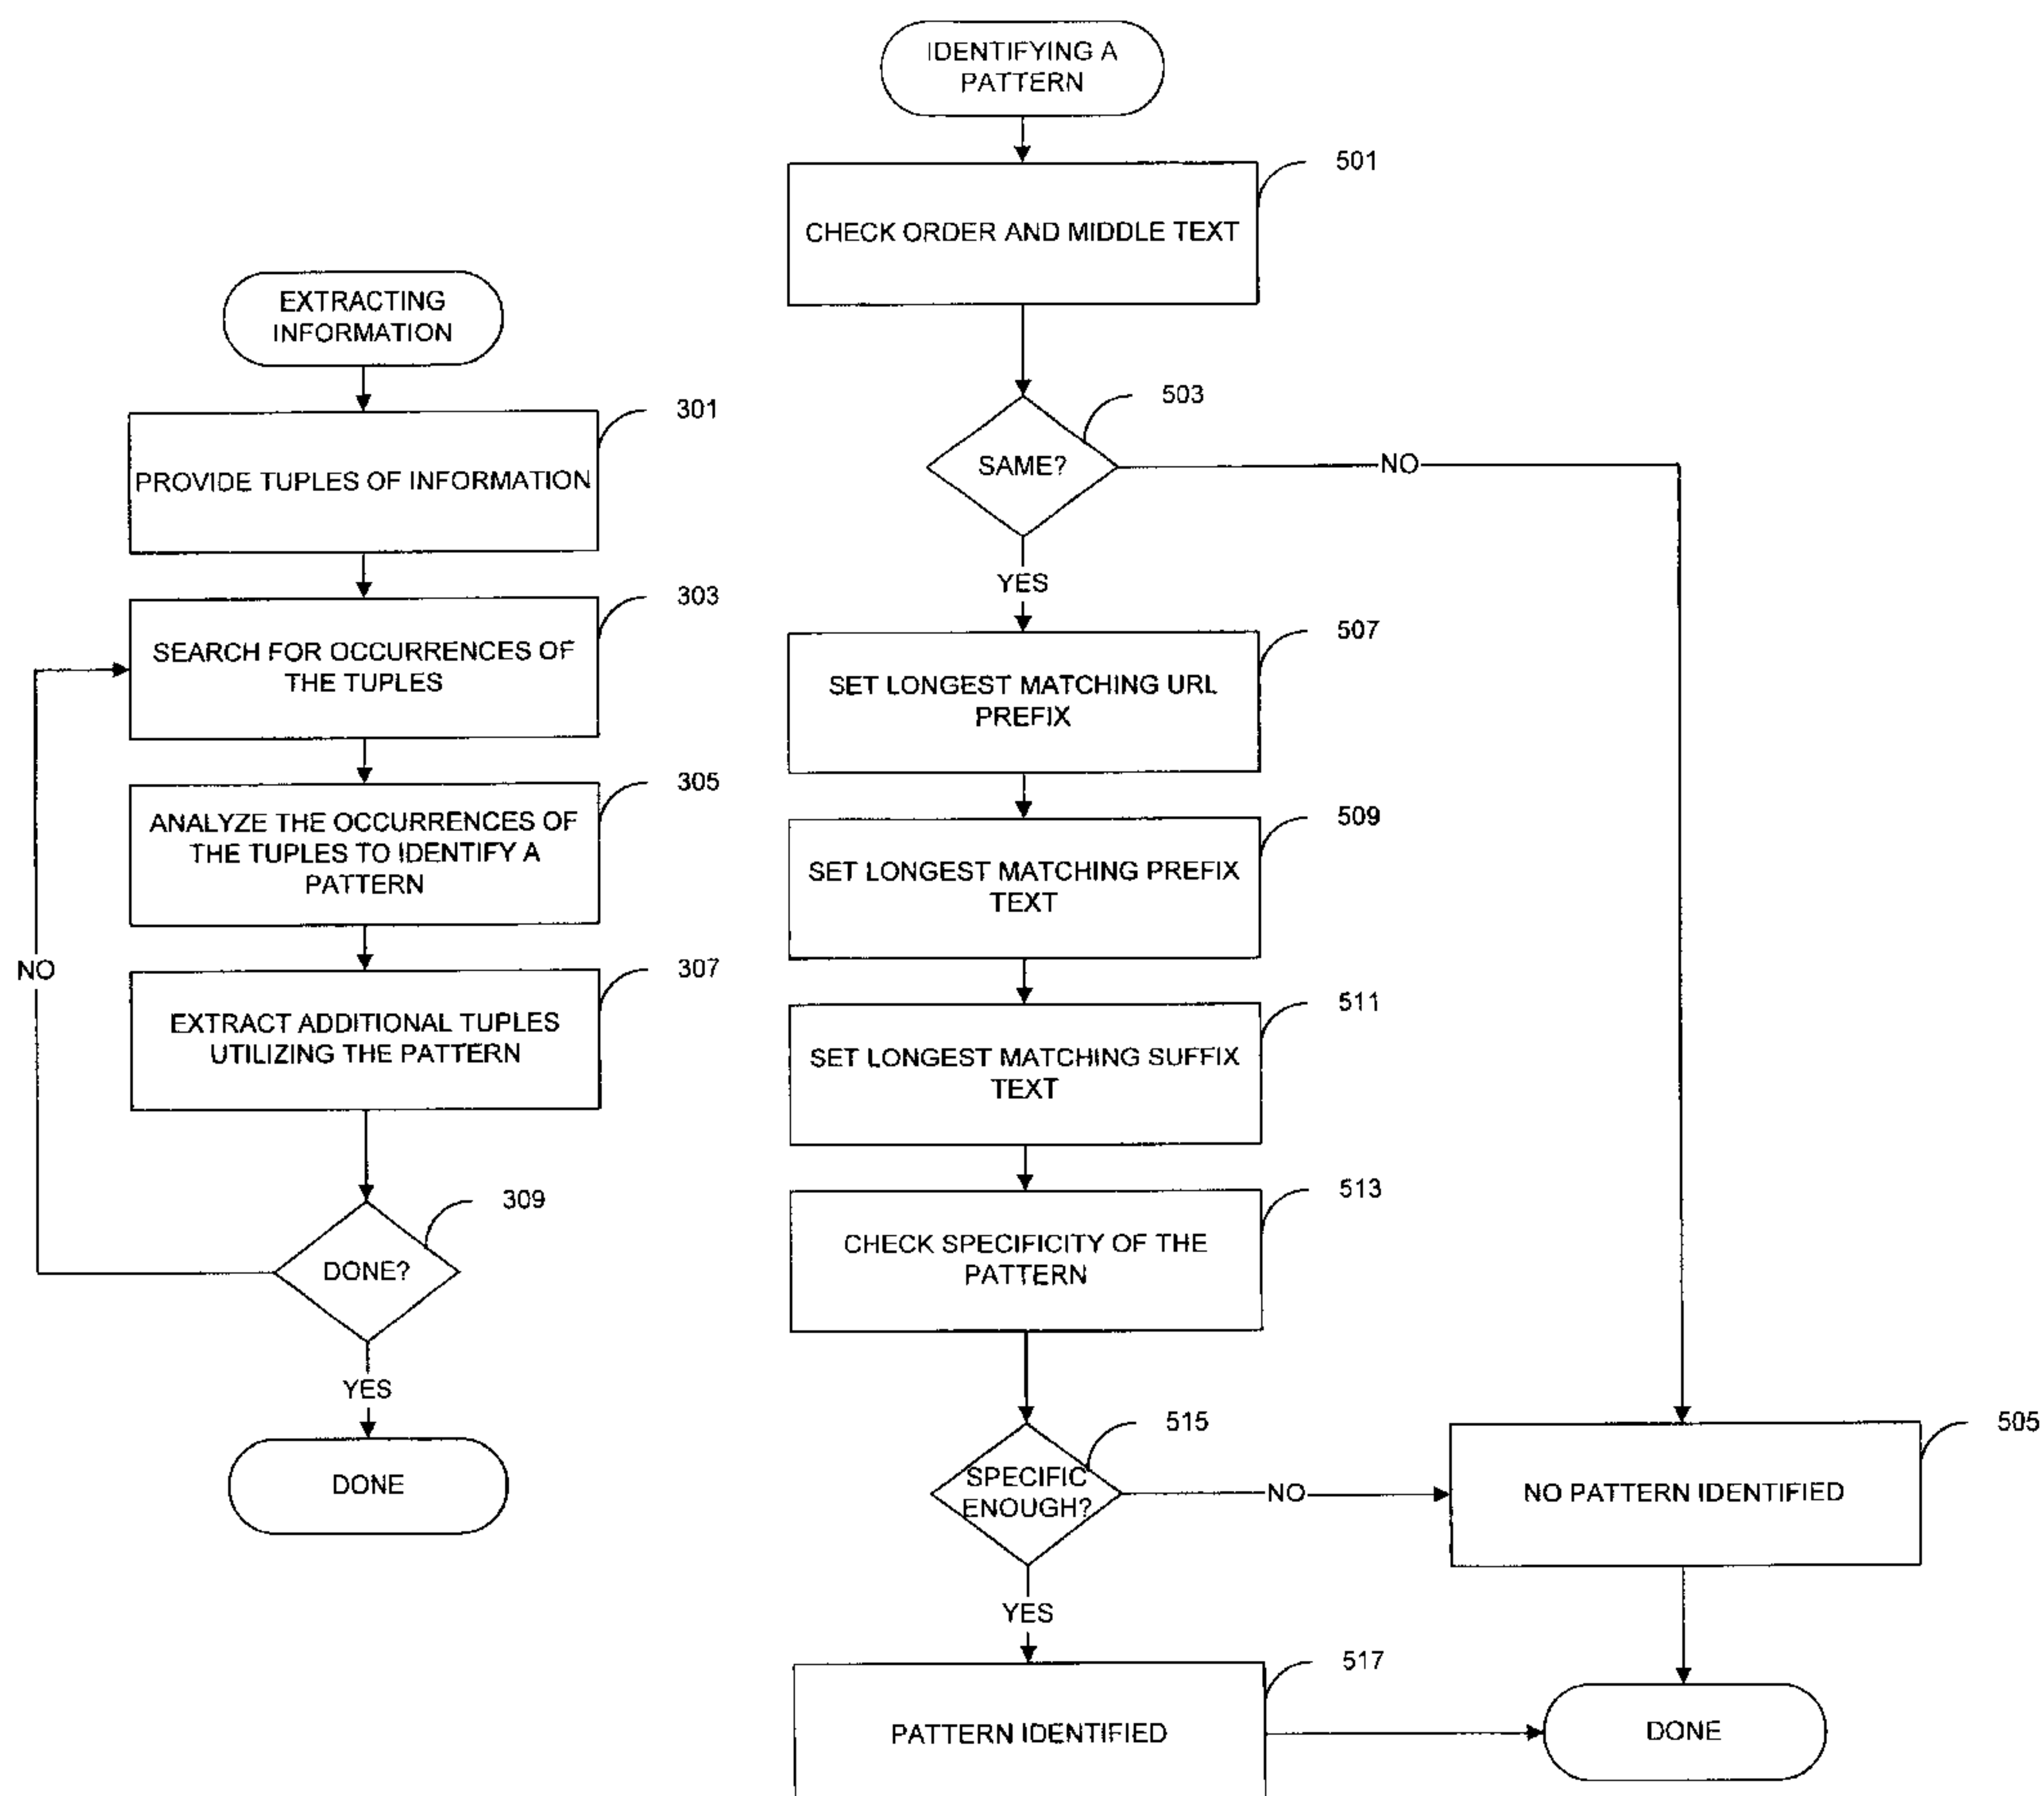 EXTRACTING
INFORMATION
301
PROVIDE TUPLES OF INFORMATION
303
SEARCH FOR OCCURRENCES OF
THE TUPLES
305
ANALYZE THE OCCURRENCES OF
THE TUPLES TO IDENTIFY A
PATTERN
307
EXTRACT ADDITIONAL TUPLES
UTILIZING THE PATTERN
NO
309
DONE?
YES
DONE
IDENTIFYING A
PATTERN
501
CHECK ORDER AND MIDDLE TEXT
503
SAME?
NO
YES
507
SET LONGEST MATCHING URL
PREFIX
509
SET LONGEST MATCHING PREFIX
TEXT
511
SET LONGEST MATCHING SUFFIX
TEXT
513
CHECK SPECIFICITY OF THE
PATTERN
515
SPECIFIC
ENOUGH?
NO
505
NO PATTERN IDENTIFIED
YES
517
PATTERN IDENTIFIED
DONE